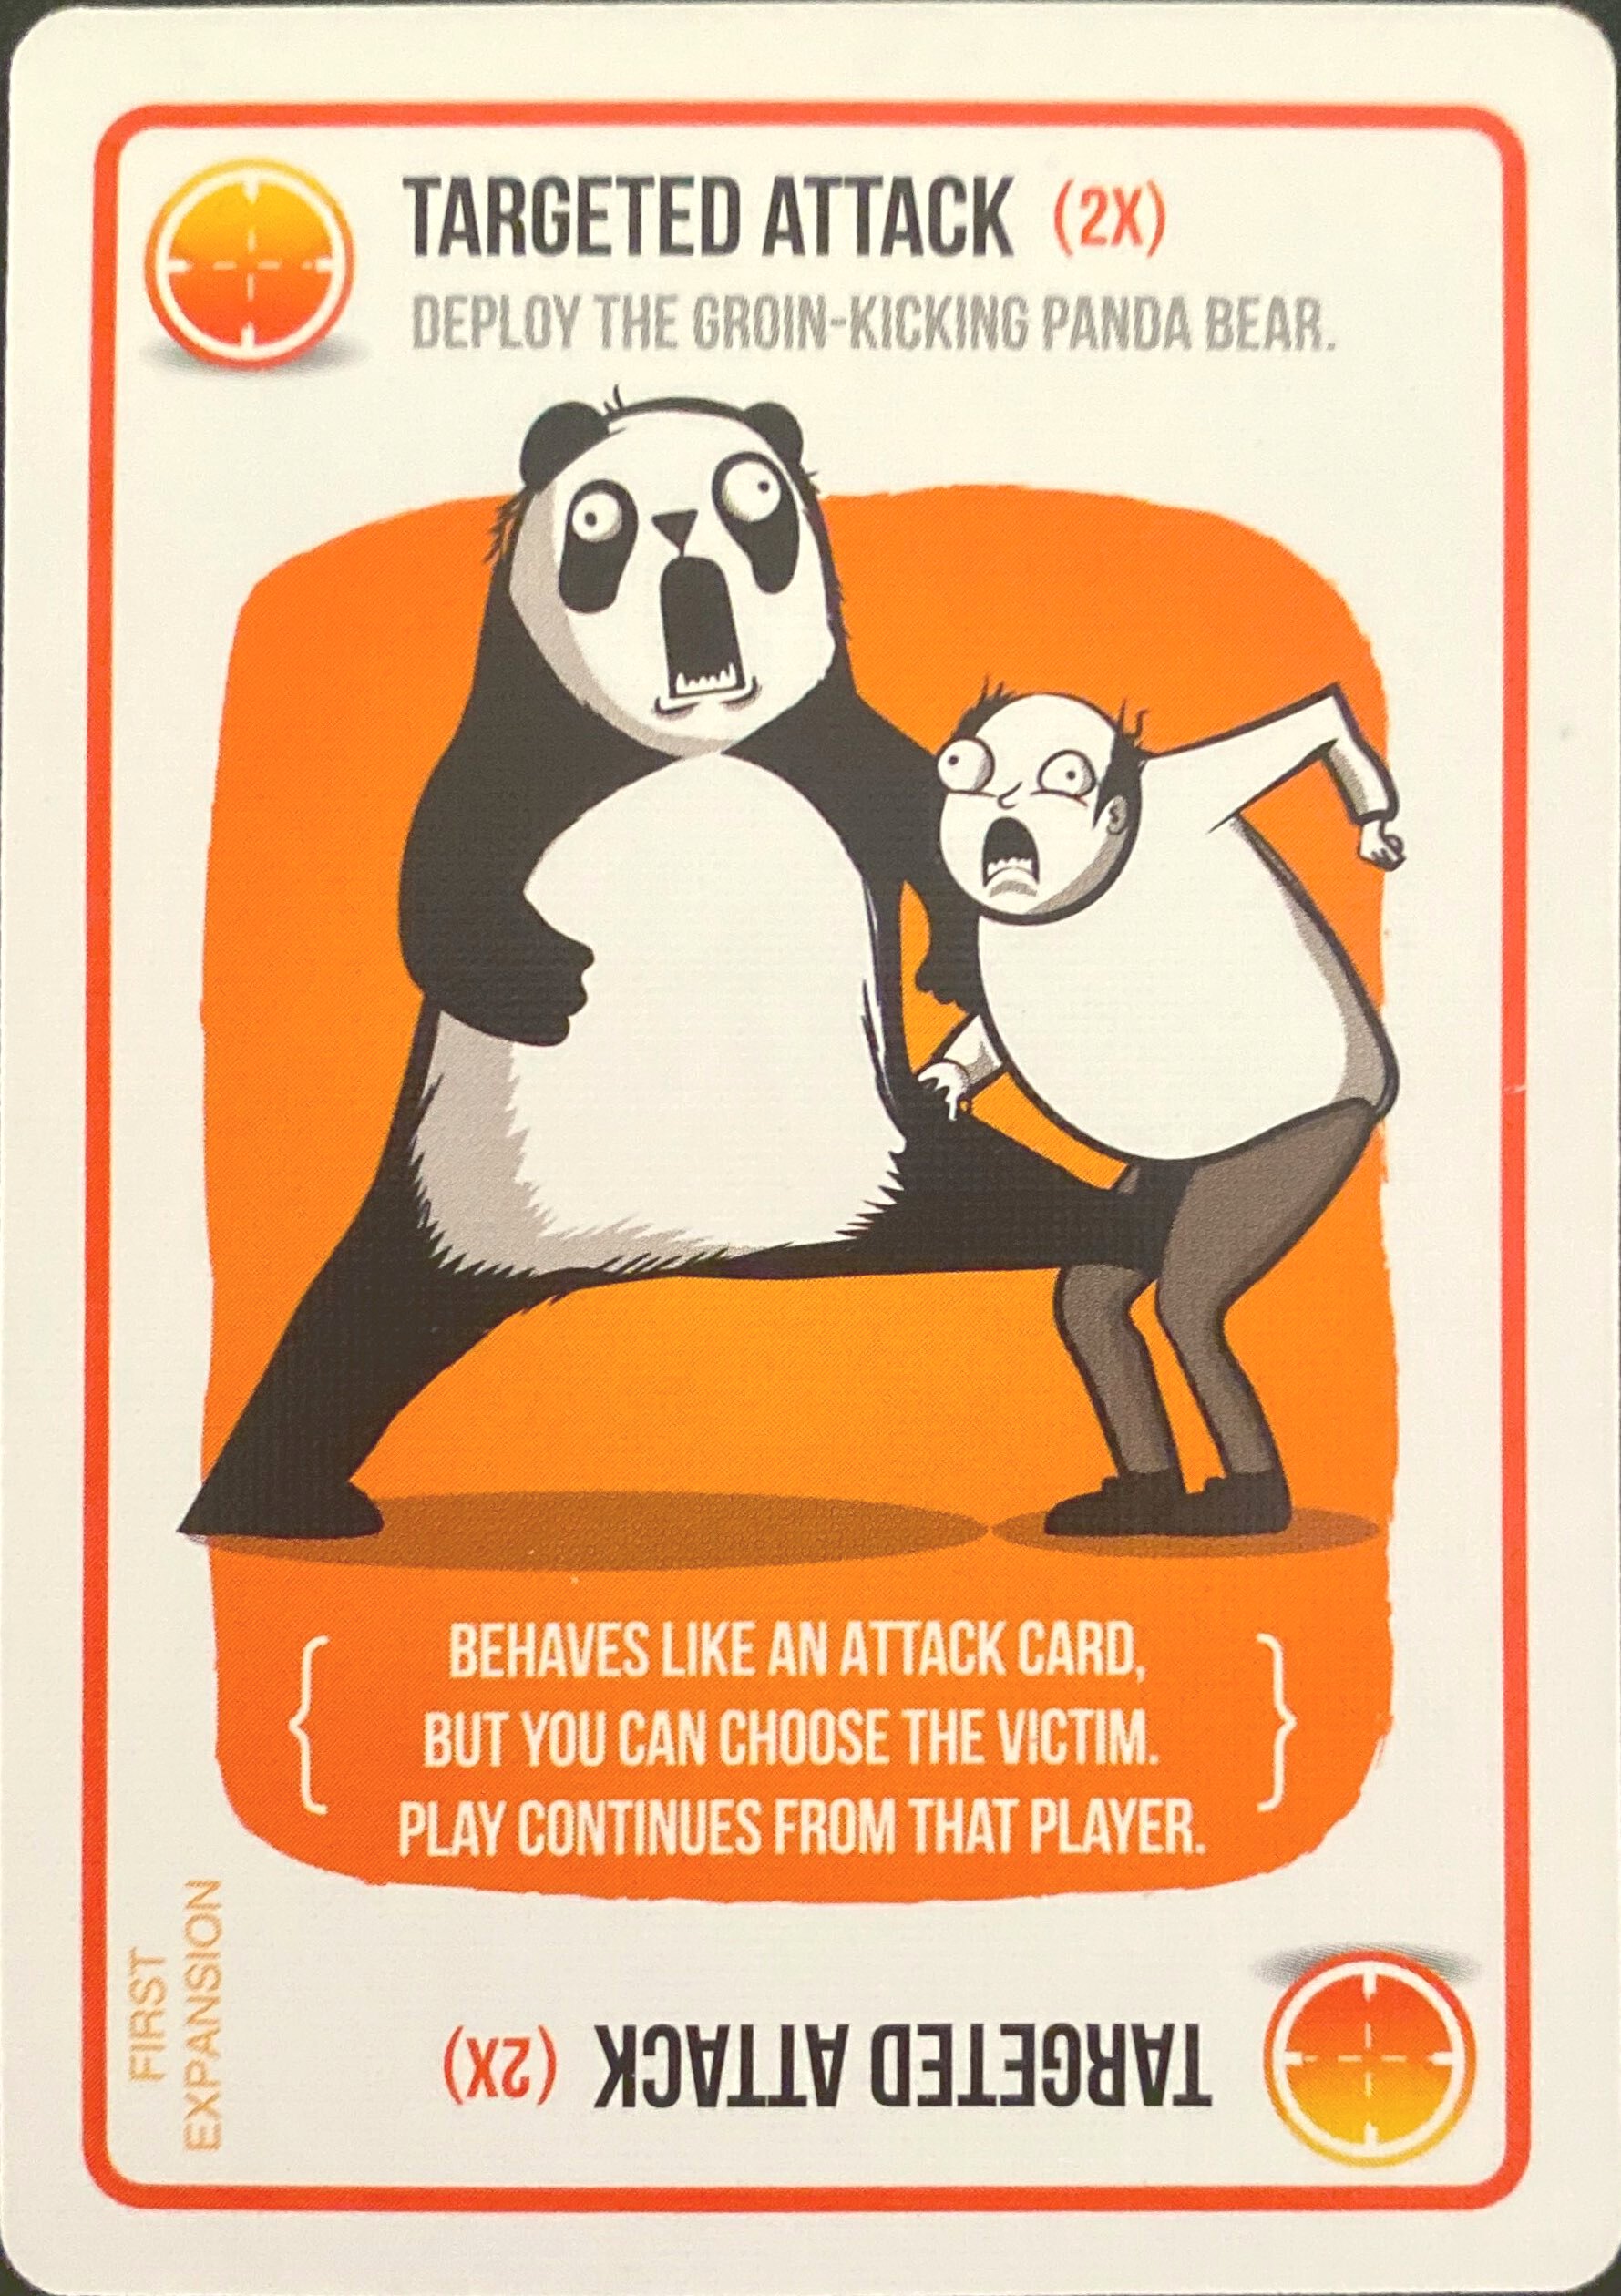 TARGETED ATTACK (2X)
DEPLOY THE GROIN-KICKING PANDA BEAR.
BEHAVES LIKE AN ATTACK CARD,
BUT YOU CAN CHOOSE THE VICTIM.
PLAY CONTINUES FROM THAT PLAYER.
FIRST
EXPANSION
TARGETED ATTACK (2X)